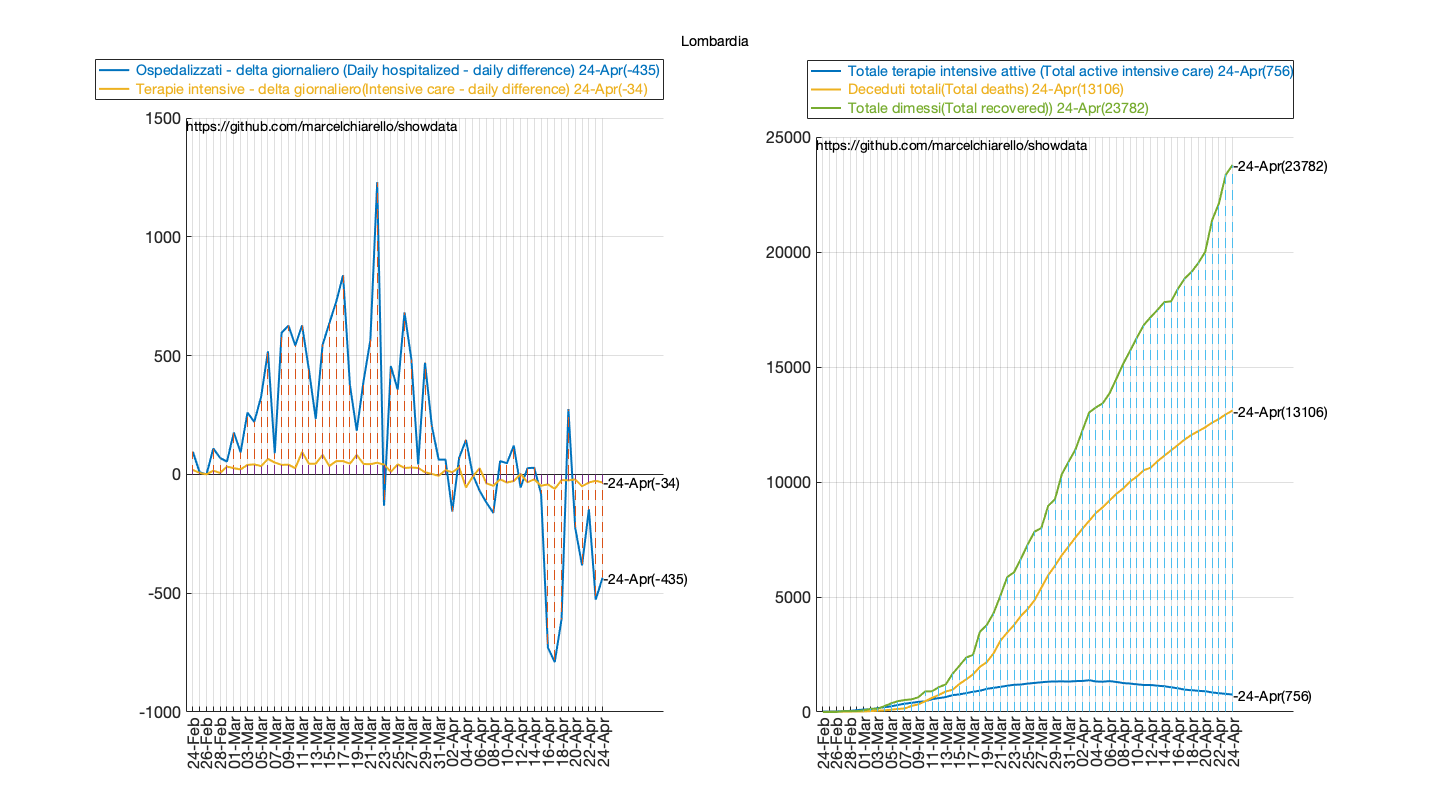 Lombardia
Ospedalizzati - delta giornaliero (Daily hospitalized - daily difference) 24-Apr(-435)
Terapie intensive - delta giornaliero(Intensive care - daily difference) 24-Apr(-34)
1500
https://github.com/marcelchiarello/showdata
1000
500
0
-500
-1000
-24-Apr(-34)
-24-Apr(-435)
24-Feb
26-Feb
28-Feb
01-Mar
03-Mar
05-Mar
07-Mar
09-Mar
11-Mar
13-Mar
15-Mar
17-Mar
19-Mar
21-Mar
23-Mar
25-Mar
27-Mar
29-Mar
31-Mar
02-Apr
04-Apr
06-Apr
08-Apr
10-Apr
12-Apr
14-Apr
16-Apr
18-Apr
20-Apr
22-Apr
24-Apr
Totale terapie intensive attive (Total active intensive care) 24-Apr(756)
Deceduti totali(Total deaths) 24-Apr(13106)
Totale dimessi(Total recovered)) 24-Apr(23782)
25000
https://github.com/marcelchiarello/showdata
20000
15000
10000
5000
0
-24-Apr(23782)
-24-Apr(13106)
-24-Apr(756)
24-Feb
26-Feb
28-Feb
01-Mar
03-Mar
05-Mar
07-Mar
09-Mar
11-Mar
13-Mar
15-Mar
17-Mar
19-Mar
21-Mar
23-Mar
25-Mar
27-Mar
29-Mar
31-Mar
02-Apr
04-Apr
06-Apr
08-Apr
10-Apr
12-Apr
14-Apr
16-Apr
18-Apr
20-Apr
22-Apr
24-Apr